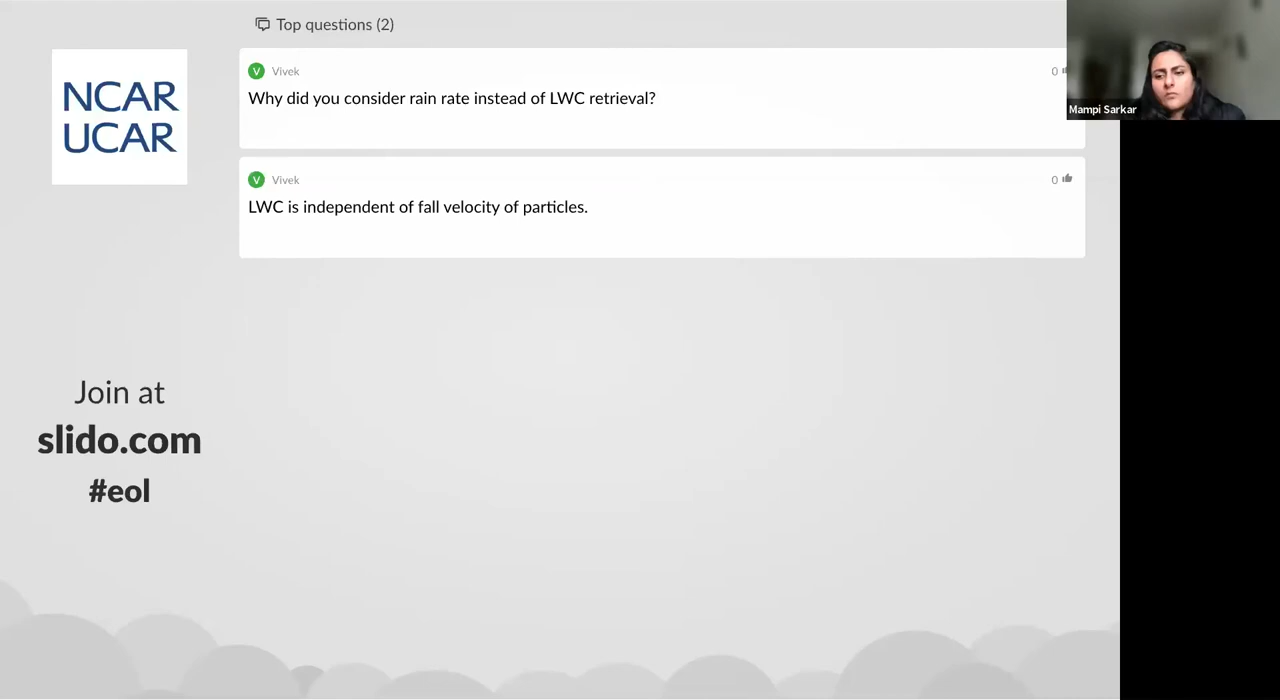 Top questions (2)
NCAR
UCAR
V Vivek 0
Why did you consider rain rate instead of LWC retrieval?
Mampi Sarkar
V Vivek 0
LWC is independent of fall velocity of particles.
Join at
slido.com
#eol